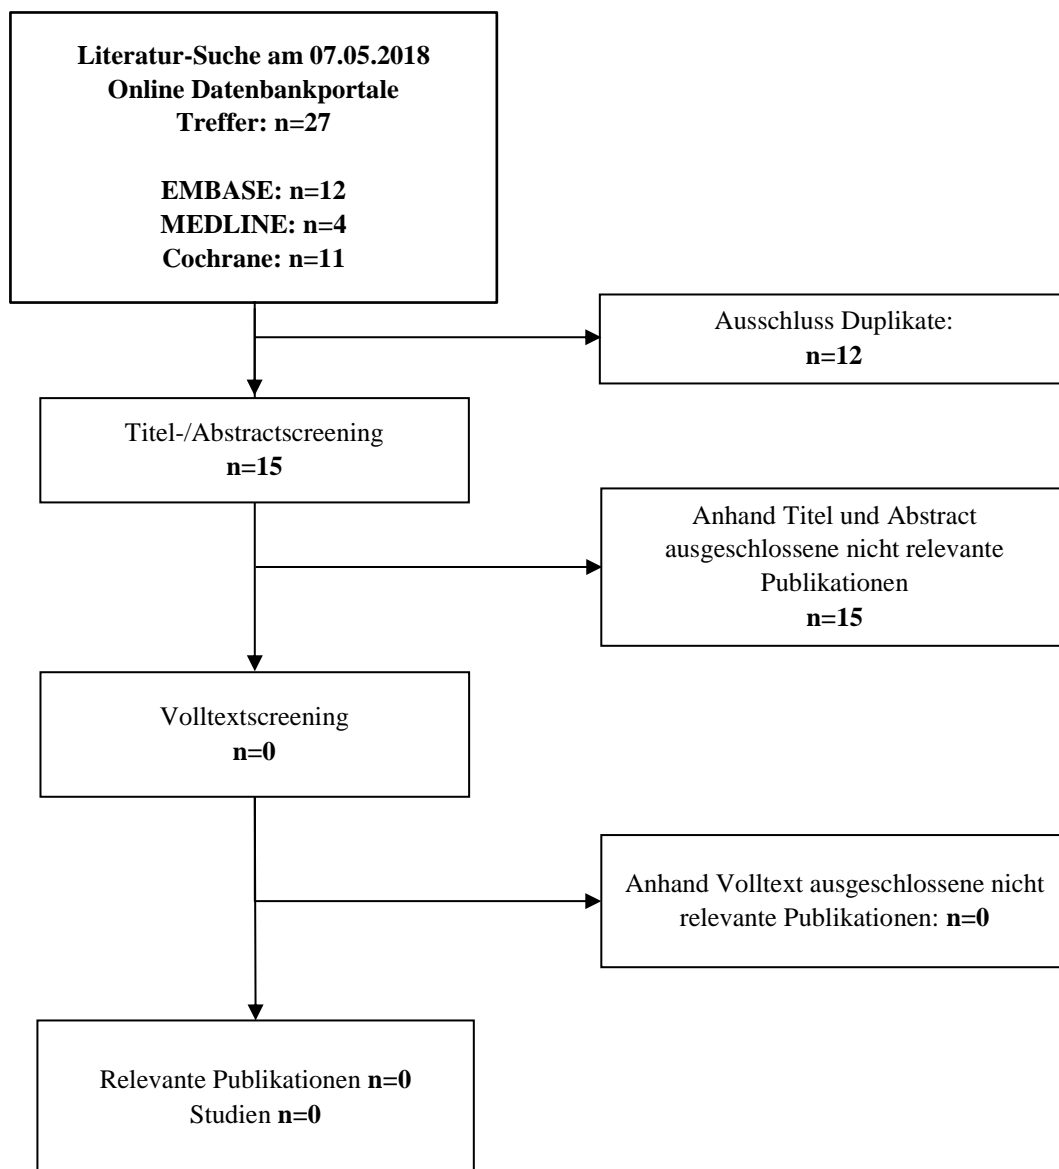 Literatur-Suche am 07.05.2018
Online Datenbankportale
Treffer: n=27
EMBASE: n=12
MEDLINE: n=4
Cochrane: n=11
Ausschluss Duplikate:
n=12
Titel-/Abstractscreening
n=15
Anhand Titel und Abstract
ausgeschlossene nicht relevante
Publikationen
n=15
Volltextscreening
n=0
Anhand Volltext ausgeschlossene nicht
relevante Publikationen: n=0
Relevante Publikationen n=0
Studien n=0